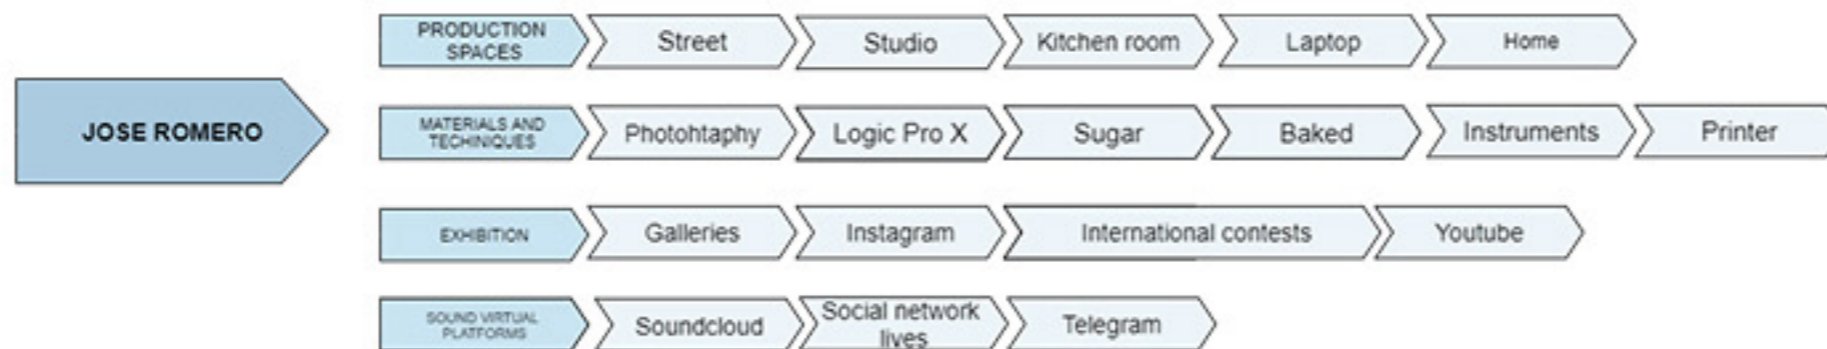 PRODUCTION
SPACES
Street
Studio
Kitchen room
Laptop
Home
JOSE ROMERO
MATERIALS AND
TECHINIQUES
Photohtaphy
Logic Pro X
Sugar
Baked
Instruments
Printer
EXHIBITION
Galleries
Instagram
International contests
Youtube
SOUND VIRTUAL
PLATFORMS
Soundcloud
Social network
lives
Telegram